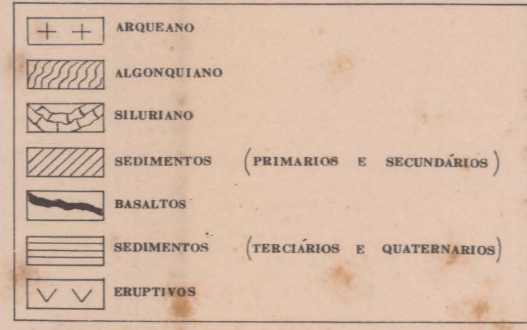 ARQUEANO
ALGONQUIANO
SILURIANO
SEDIMENTOS (PRIMARIOS E SECUNDÁRIOS)
BASALTOS
SEDIMENTOS (TERCIÁRIOS E QUATERNARIOS)
ERUPTIVOS